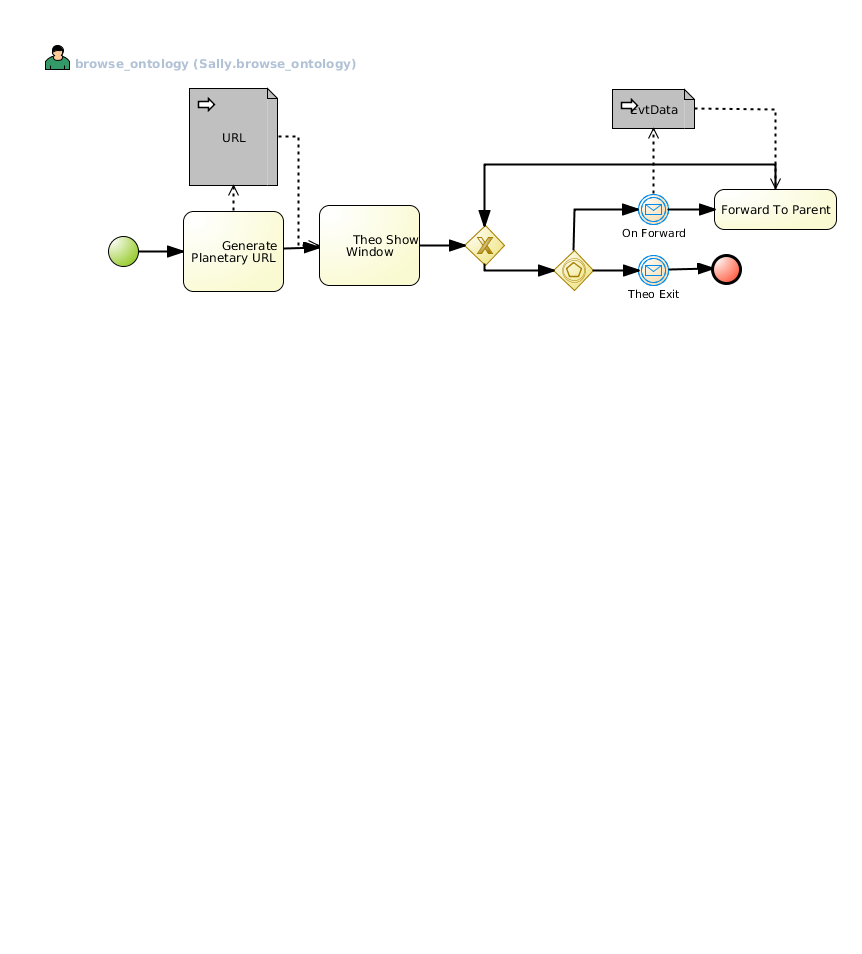 browse_ontology (Sally.browse_ontology)
URL
EvtData
Generate
Planetary URL
Theo Show
Window
On Forward
Forward To Parent
Theo Exit